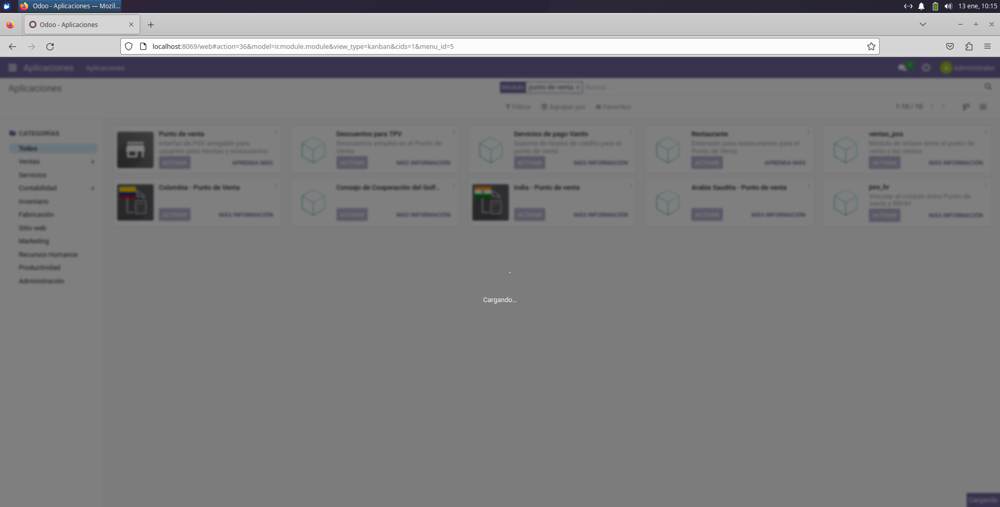 Odoo - Aplicaciones — Mozil...
13 ene, 10:15
Odoo - Aplicaciones
localhost:8069/web#action=36&model=ir.module.module&view_type=kanban&cids=1&menu_id=5
Aplicaciones Aplicaciones Administrator
Aplicaciones
Módulo punto de venta × Buscar...
Filtros Agrupar por Favoritos
1-10 / 10
CATEGORÍAS
Todos
Ventas 4
Servicios
Contabilidad 4
Inventario
Fabricación
Sitio web
Marketing
Recursos Humanos
Productividad
Administración
Punto de venta
Interfaz de PdV amigable para
usuarios para tiendas y restaurantes
ACTIVAR APRENDA MÁS
Descuentos para TPV
Descuentos simples en el Punto de
Venta
ACTIVAR MÁS INFORMACIÓN
Servicios de pago Vantiv
Soporte de tarjeta de crédito para el
punto de venta
ACTIVAR MÁS INFORMACIÓN
Restaurante
Extensión para restaurantes para el
Punto de Venta
ACTIVAR APRENDA MÁS
ventas_pos
Módulo de enlace entre el punto de
venta y las ventas
ACTIVAR MÁS INFORMACIÓN
Colombia - Punto de Venta
ACTIVAR MÁS INFORMACIÓN
Consejo de Cooperación del Golf...
ACTIVAR MÁS INFORMACIÓN
India - Punto de venta
ACTIVAR MÁS INFORMACIÓN
Arabia Saudita - Punto de venta
ACTIVAR MÁS INFORMACIÓN
pos_hr
Vincular el módulo entre Punto de
Venta y RRHH
ACTIVAR MÁS INFORMACIÓN
Cargando...
Cargando